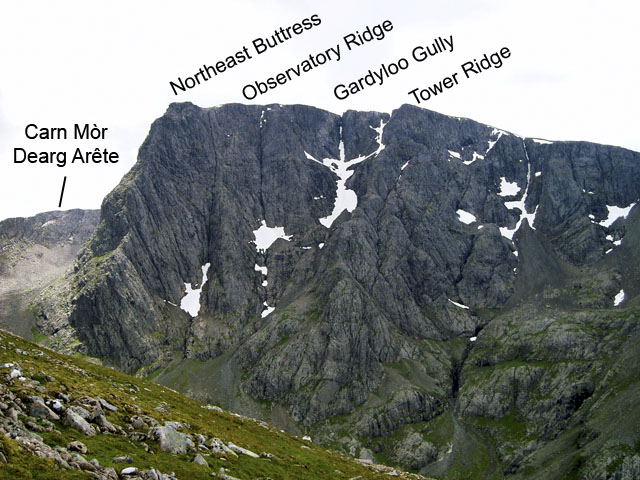 Northeast Buttress
Observatory Ridge
Gardyloo Gully
Tower Ridge
Carn Mòr
Dearg Arête